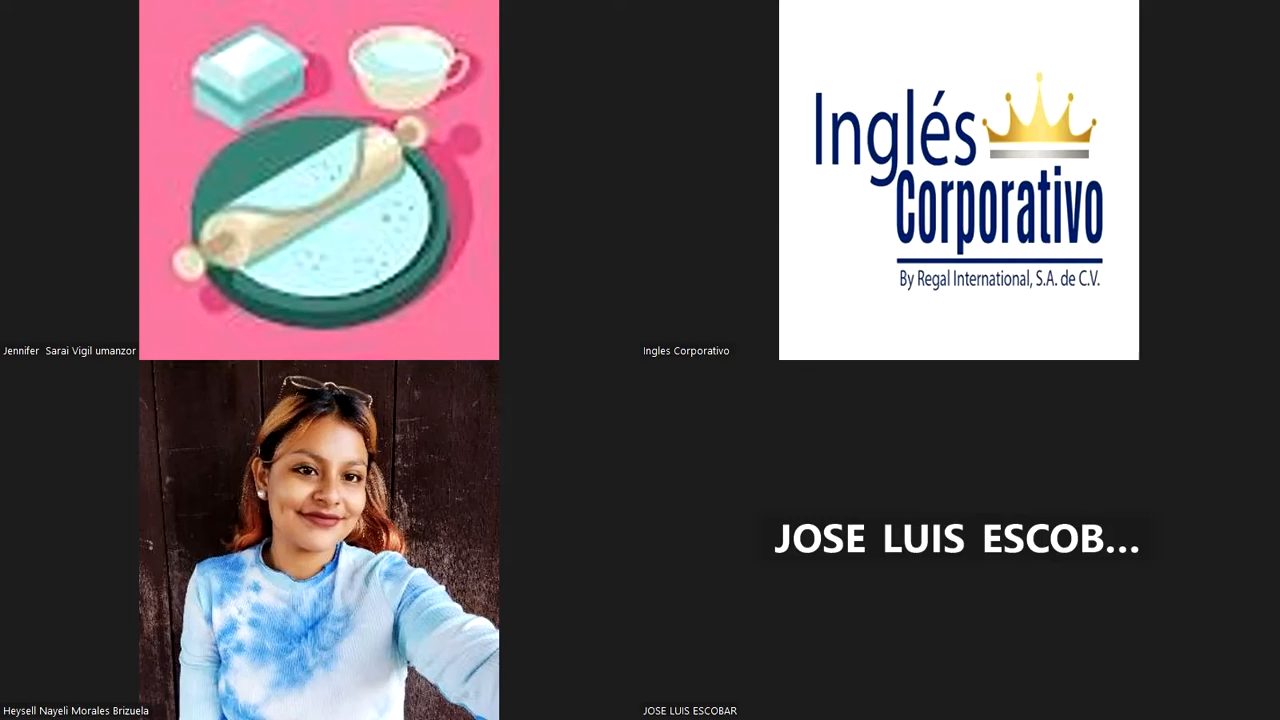 Inglés
Corporativo
By Regal International, S.A. de C.V.
Jennifer Sarai Vigil umanzor
Ingles Corporativo
JOSE LUIS ESCOB...
Heysell Nayeli Morales Brizuela
JOSE LUIS ESCOBAR